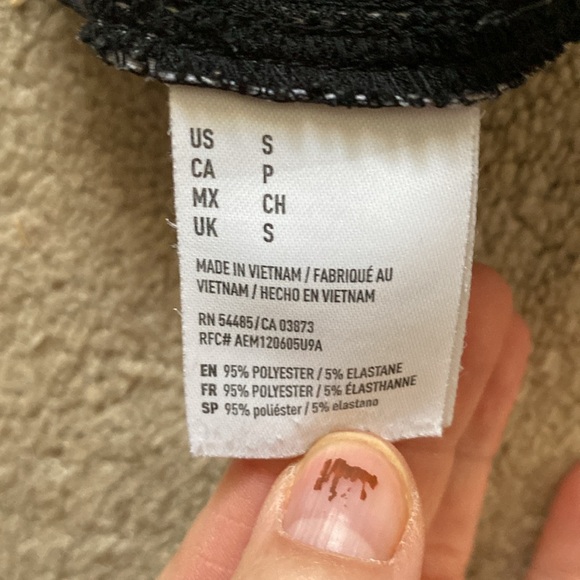 US S
CA P
MX CH
UK S
MADE IN VIETNAM / FABRIQUÉ AU
VIETNAM / HECHO EN VIETNAM
RN 54485/CA 03873
RFC# AEM120605U9A
EN 95% POLYESTER / 5% ELASTANE
FR 95% POLYESTER / 5% ÉLASTHANNE
SP 95% poliéster / 5% elastano